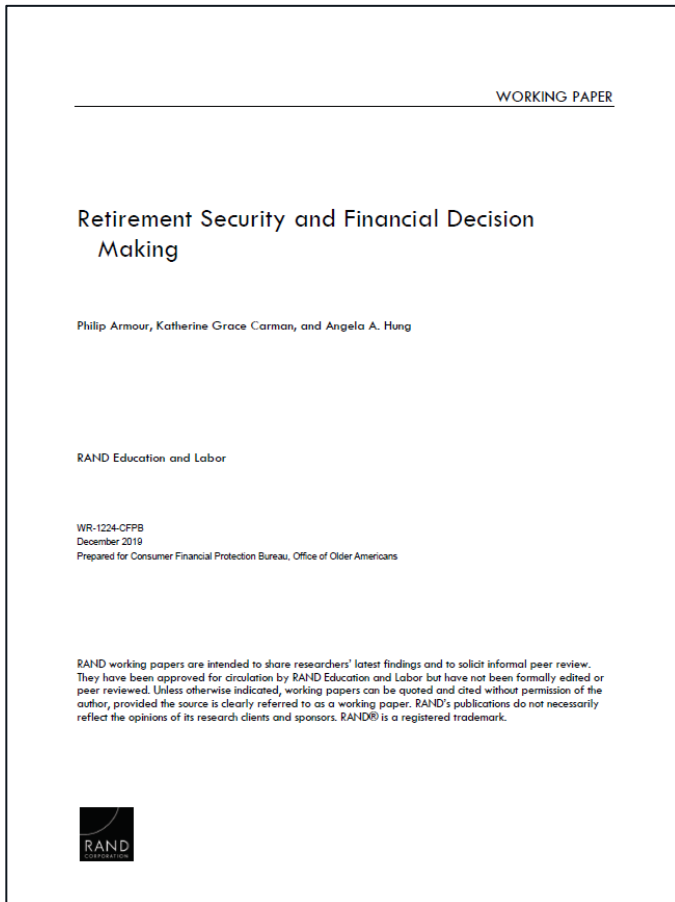 WORKING PAPER
Retirement Security and Financial Decision
Making
Philip Armour, Katherine Grace Carman, and Angela A. Hung
RAND Education and Labor
WR-1224-CFPB
December 2019
Prepared for Consumer Financial Protection Bureau, Office of Older Americans
RAND working papers are intended to share researchers' latest findings and to solicit informal peer review.
They have been approved for circulation by RAND Education and Labor but have not been formally edited or
peer reviewed. Unless otherwise indicated, working papers can be quoted and cited without permission of the
author, provided the source is clearly referred to as a working paper. RAND's publications do not necessarily
reflect the opinions of its research clients and sponsors. RAND® is a registered trademark.
RAND
CORPORATION